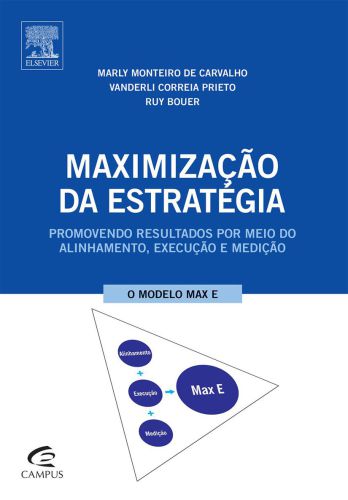 ELSEVIER
MARLY MONTEIRO DE CARVALHO
VANDERLI CORREIA PRIETO
RUY BOUER
MAXIMIZAÇÃO
DA ESTRATÉGIA
PROMOVENDO RESULTADOS POR MEIO DO
ALINHAMENTO, EXECUÇÃO E MEDIÇÃO
O MODELO MAX E
Alinhamento
+
Execução
Max E
+
Medição
CAMPUS